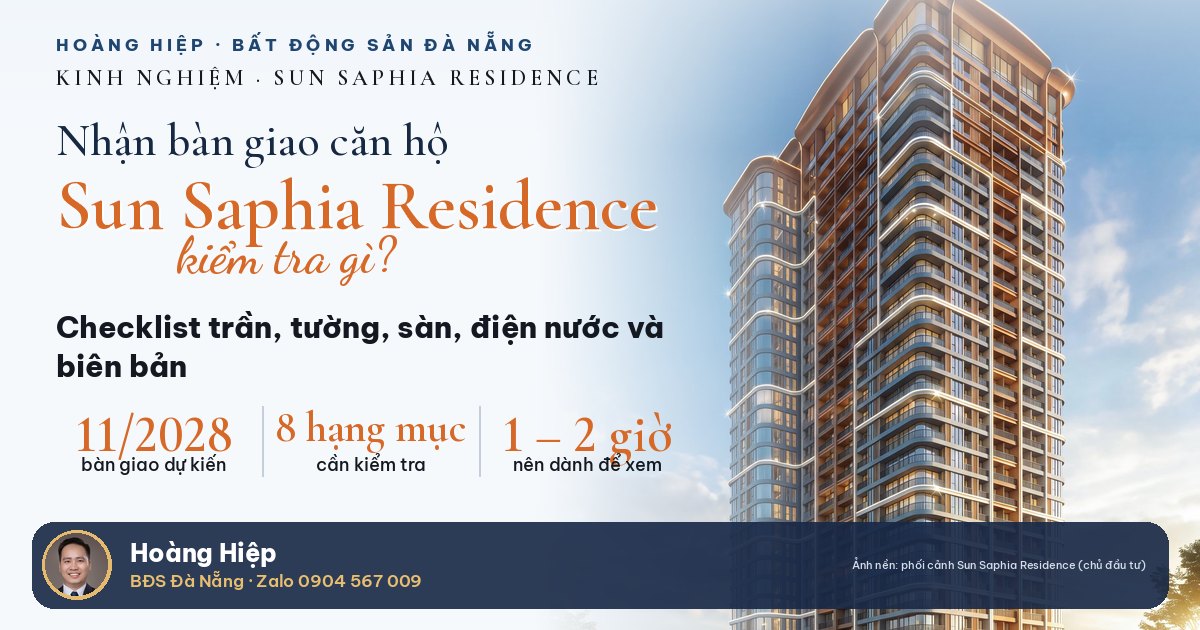 HOÀNG HIỆP · BẤT ĐỘNG SẢN ĐÀ NẴNG
KINH NGHIỆM · SUN SAPHIA RESIDENCE
Nhận bàn giao căn hộ
Sun Saphia Residence
kiểm tra gì?
Checklist trần, tường, sàn, điện nước và
biên bản
11/2028
bàn giao dự kiến
8 hạng mục
cần kiểm tra
1 – 2 giờ
nên dành để xem
Hoàng Hiệp
BĐS Đà Nẵng · Zalo 0904 567 009
Ảnh nền: phối cảnh Sun Saphia Residence (chủ đầu tư)